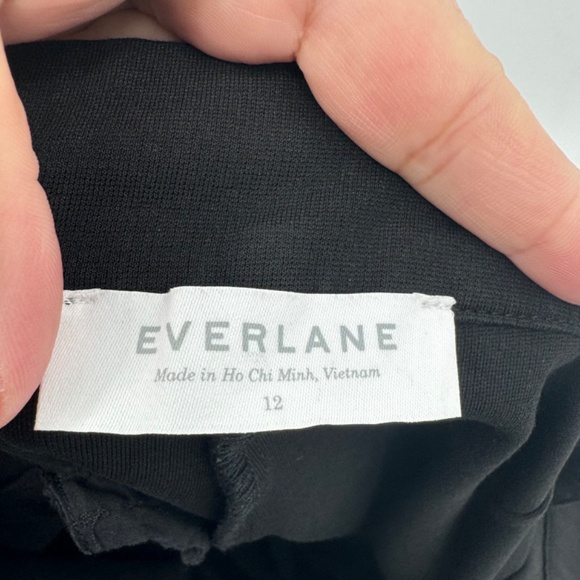 EVERLANE
Made in Ho Chi Minh, Vietnam
12